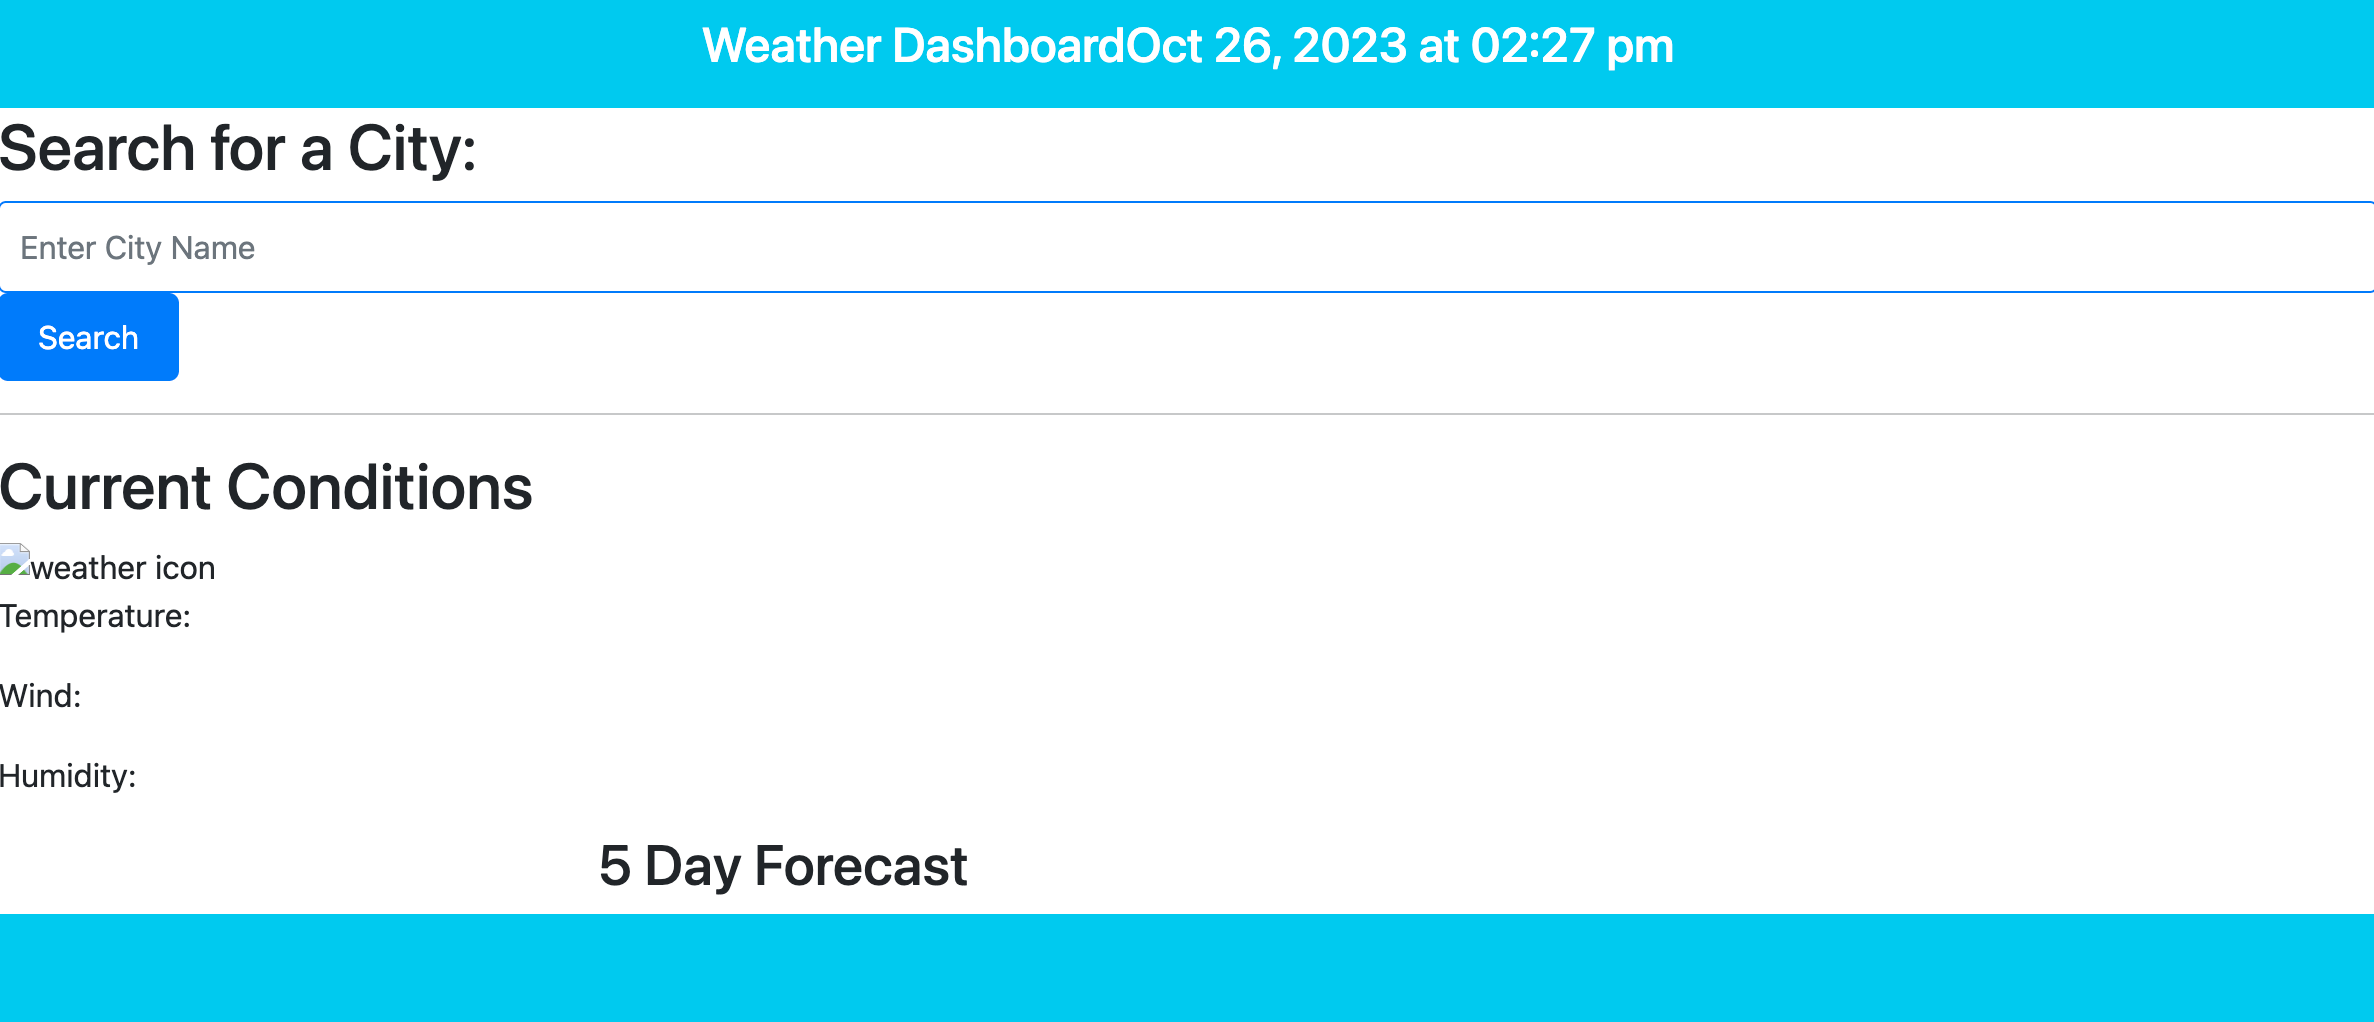 Weather DashboardOct 26, 2023 at 02:27 pm
Search for a City:
Enter City Name
Search
Current Conditions
weather icon
Temperature:
Wind:
Humidity:
5 Day Forecast